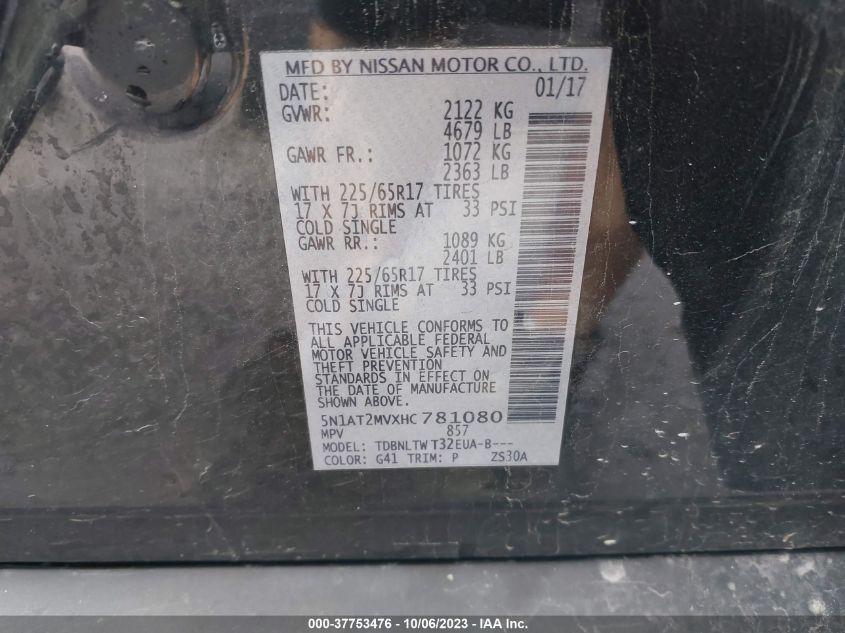 MFD BY NISSAN MOTOR CO., LTD.
DATE: 01/17
GVWR: 2122 KG
4679 LB
GAWR FR.: 1072 KG
2363 LB
WITH 225/65R17 TIRES
17 X 7J RIMS AT 33 PSI
COLD SINGLE
GAWR RR.: 1089 KG
2401 LB
WITH 225/65R17 TIRES
17 X 7J RIMS AT 33 PSI
COLD SINGLE
THIS VEHICLE CONFORMS TO
ALL APPLICABLE FEDERAL
MOTOR VEHICLE SAFETY AND
THEFT PREVENTION
STANDARDS IN EFFECT ON
THE DATE OF MANUFACTURE
SHOWN ABOVE.
5N1AT2MVXHC781080
MPV 857
MODEL: TDBNLTW T32EUA-B---
COLOR: G41 TRIM: P ZS30A
000-37753476 - 10/06/2023 - IAA Inc.